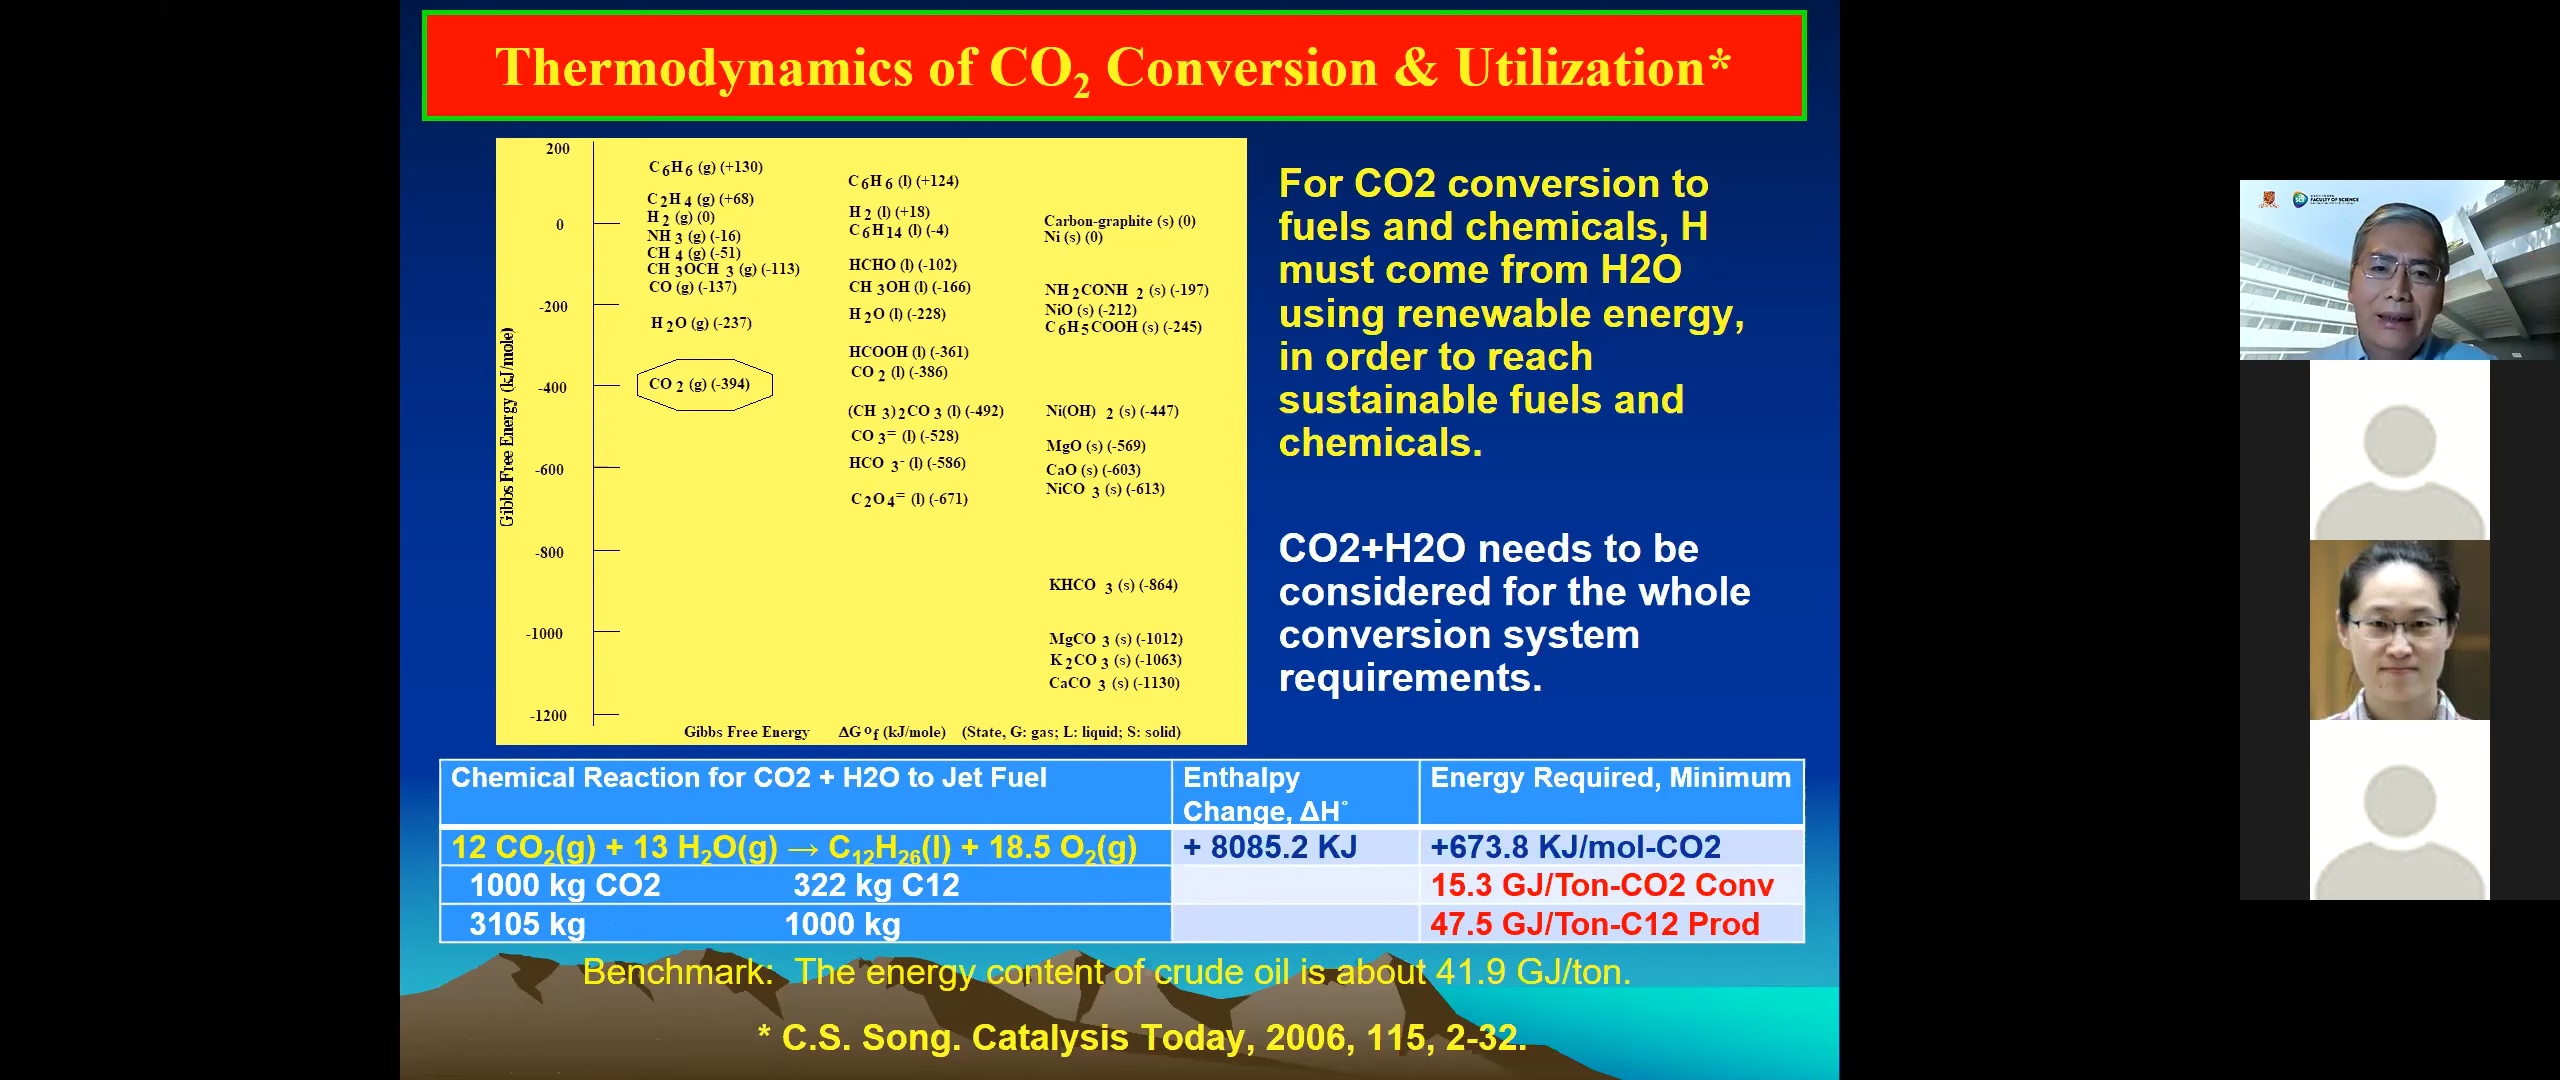 Thermodynamics of CO₂ Conversion & Utilization*
200
0
-200
-400
-600
-800
-1000
-1200
Gibbs Free Energy (kJ/mole)
C₆H₆ (g) (+130)
C₂H₄ (g) (+68)
H₂ (g) (0)
NH₃ (g) (-16)
CH₄ (g) (-51)
CH₃OCH₃ (g) (-113)
CO (g) (-137)
H₂O (g) (-237)
CO₂ (g) (-394)
C₆H₆ (l) (+124)
H₂ (l) (+18)
C₆H₁₄ (l) (-4)
HCHO (l) (-102)
CH₃OH (l) (-166)
H₂O (l) (-228)
HCOOH (l) (-361)
CO₂ (l) (-386)
(CH₃)₂CO₃ (l) (-492)
CO₃⁼ (l) (-528)
HCO₃⁻ (l) (-586)
C₂O₄⁼ (l) (-671)
Carbon-graphite (s) (0)
Ni (s) (0)
NH₂CONH₂ (s) (-197)
NiO (s) (-212)
C₆H₅COOH (s) (-245)
Ni(OH)₂ (s) (-447)
MgO (s) (-569)
CaO (s) (-603)
NiCO₃ (s) (-613)
KHCO₃ (s) (-864)
MgCO₃ (s) (-1012)
K₂CO₃ (s) (-1063)
CaCO₃ (s) (-1130)
Gibbs Free Energy ΔG°f (kJ/mole) (State, G: gas; L: liquid; S: solid)
For CO2 conversion to
fuels and chemicals, H
must come from H2O
using renewable energy,
in order to reach
sustainable fuels and
chemicals.
CO2+H2O needs to be
considered for the whole
conversion system
requirements.
Chemical Reaction for CO2 + H2O to Jet Fuel
Enthalpy
Change, ΔH°
Energy Required, Minimum
12 CO₂(g) + 13 H₂O(g) → C₁₂H₂₆(l) + 18.5 O₂(g)
+ 8085.2 KJ
+673.8 KJ/mol-CO2
1000 kg CO2 322 kg C12
15.3 GJ/Ton-CO2 Conv
3105 kg 1000 kg
47.5 GJ/Ton-C12 Prod
Benchmark: The energy content of crude oil is about 41.9 GJ/ton.
* C.S. Song. Catalysis Today, 2006, 115, 2-32.
FACULTY OF SCIENCE